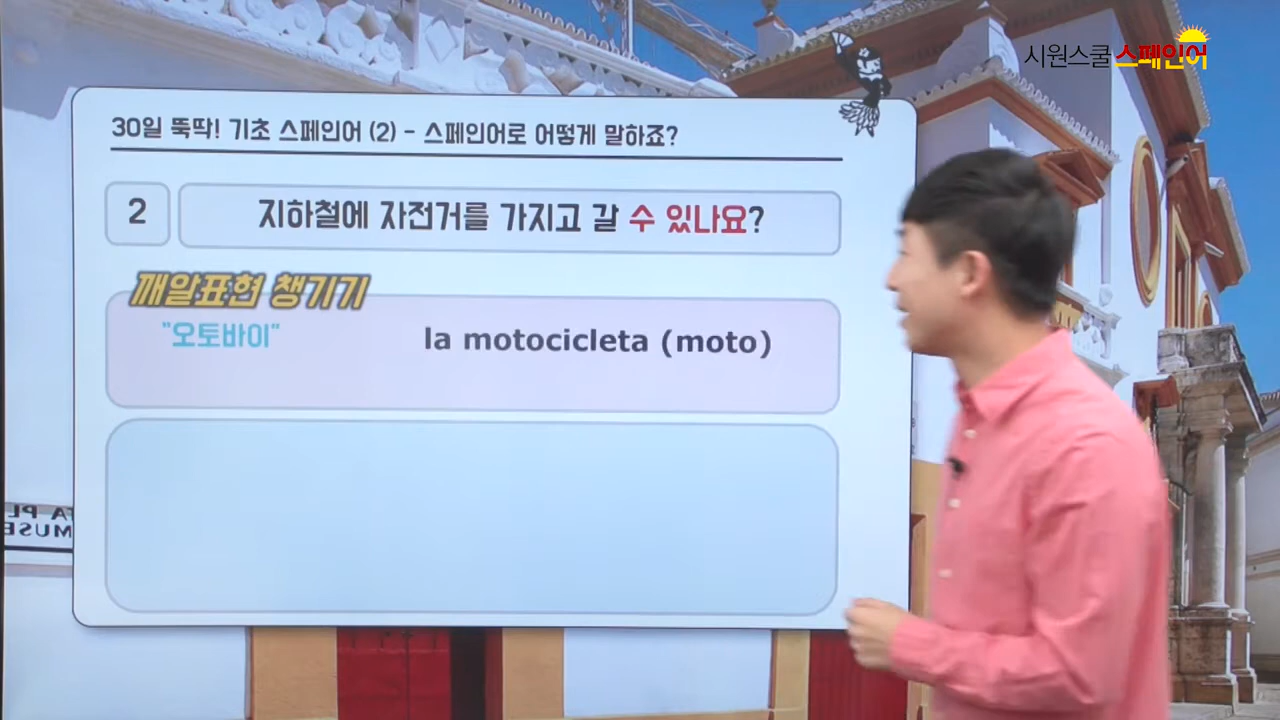 시원스쿨 스페인어
30일 뚝딱! 기초 스페인어 (2) - 스페인어로 어떻게 말하죠?
2
지하철에 자전거를 가지고 갈 수 있나요?
깨알표현 챙기기
"오토바이"
la motocicleta (moto)